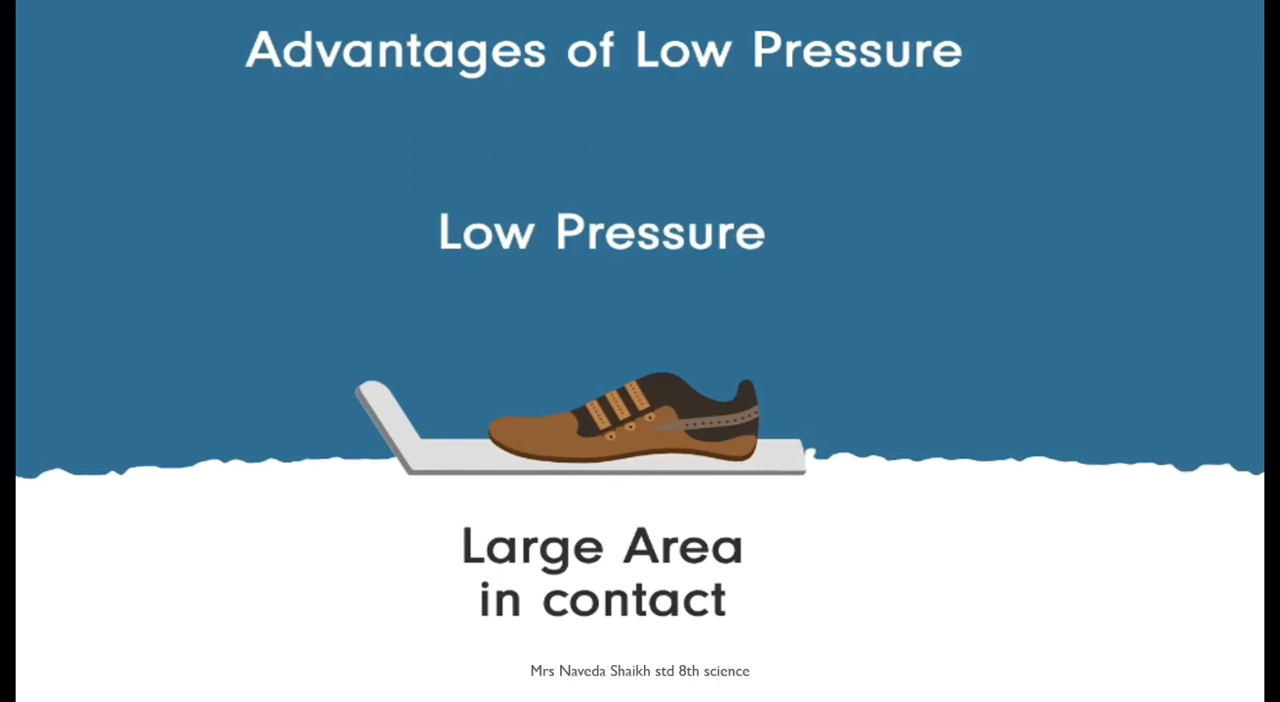 Advantages of Low Pressure
Low Pressure
Large Area
in contact
Mrs Naveda Shaikh std 8th science